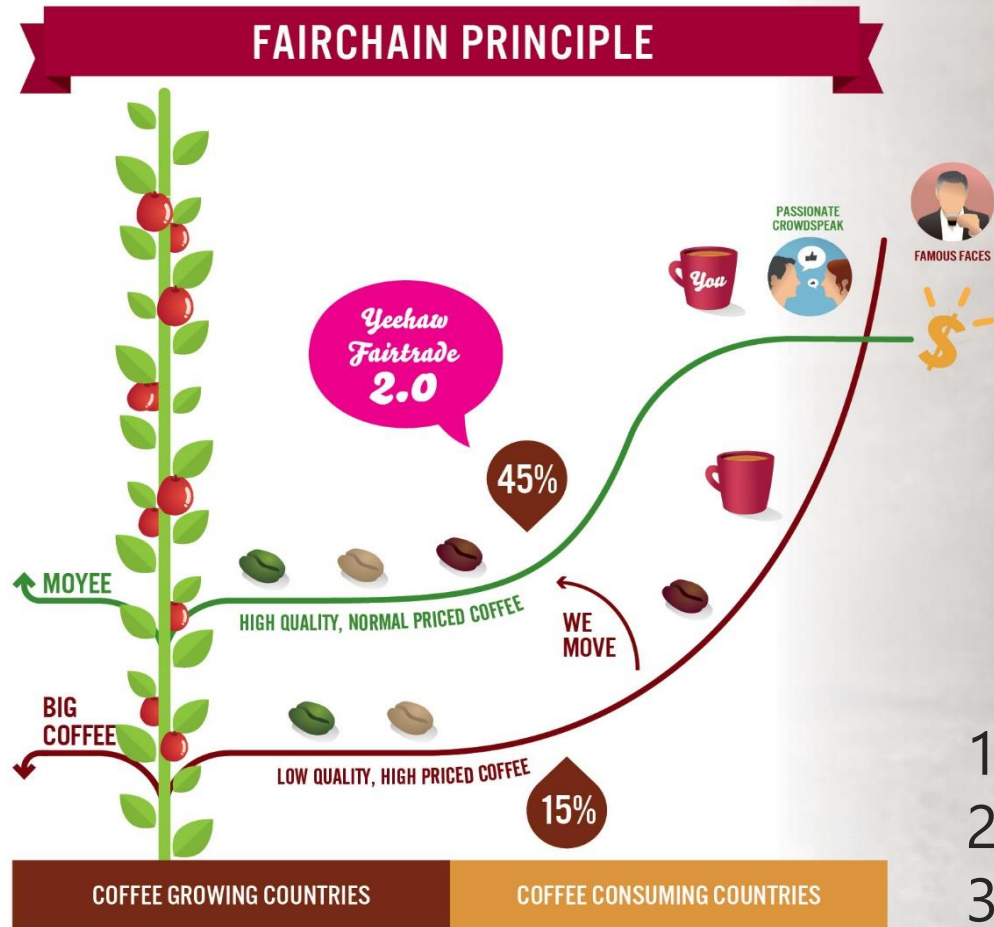 FAIRCHAIN PRINCIPLE
PASSIONATE
CROWDSPEAK
FAMOUS FACES
You
$
Yeehaw
Fairtrade
2.0
45%
MOYEE
HIGH QUALITY, NORMAL PRICED COFFEE
WE
MOVE
BIG
COFFEE
LOW QUALITY, HIGH PRICED COFFEE
15%
1
2
3
COFFEE GROWING COUNTRIES
COFFEE CONSUMING COUNTRIES